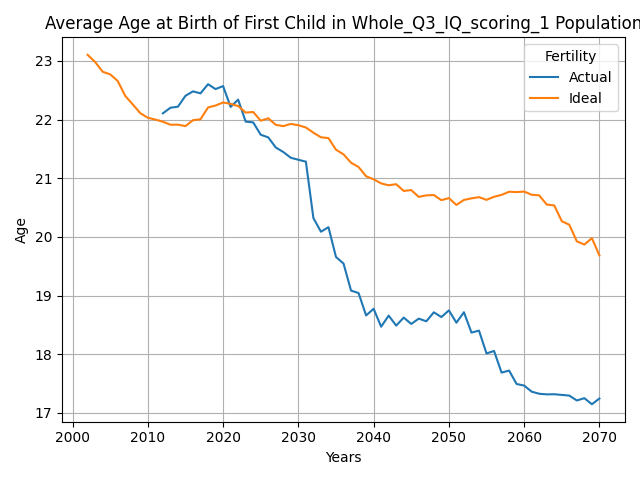 Average Age at Birth of First Child in Whole_Q3_IQ_scoring_1 Population
Fertility
Actual
Ideal
23
22
21
20
19
18
17
Age
2000 2010 2020 2030 2040 2050 2060 2070
Years